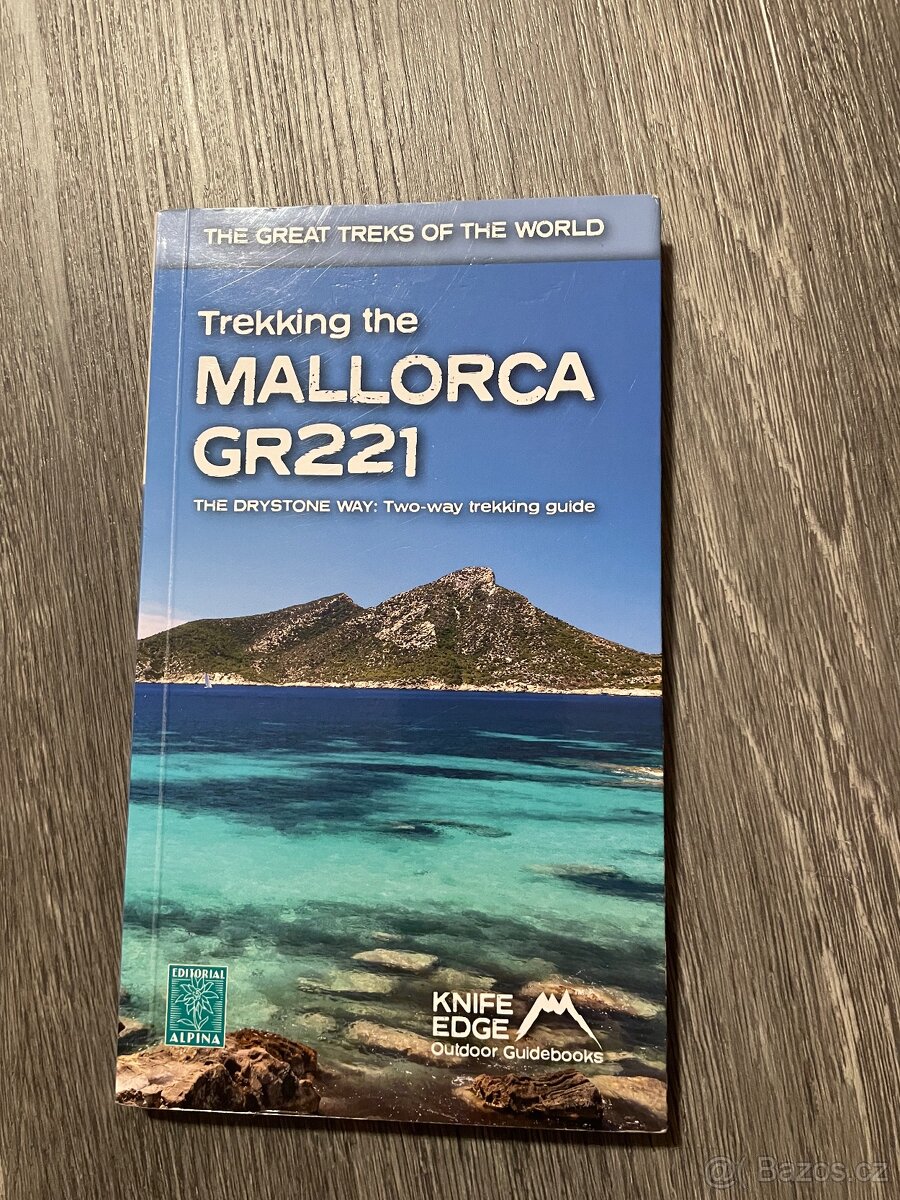 THE GREAT TREKS OF THE WORLD
Trekking the
MALLORCA
GR221
THE DRYSTONE WAY: Two-way trekking guide
EDITORIAL
ALPINA
KNIFE
EDGE
Outdoor Guidebooks
Bazos.cz